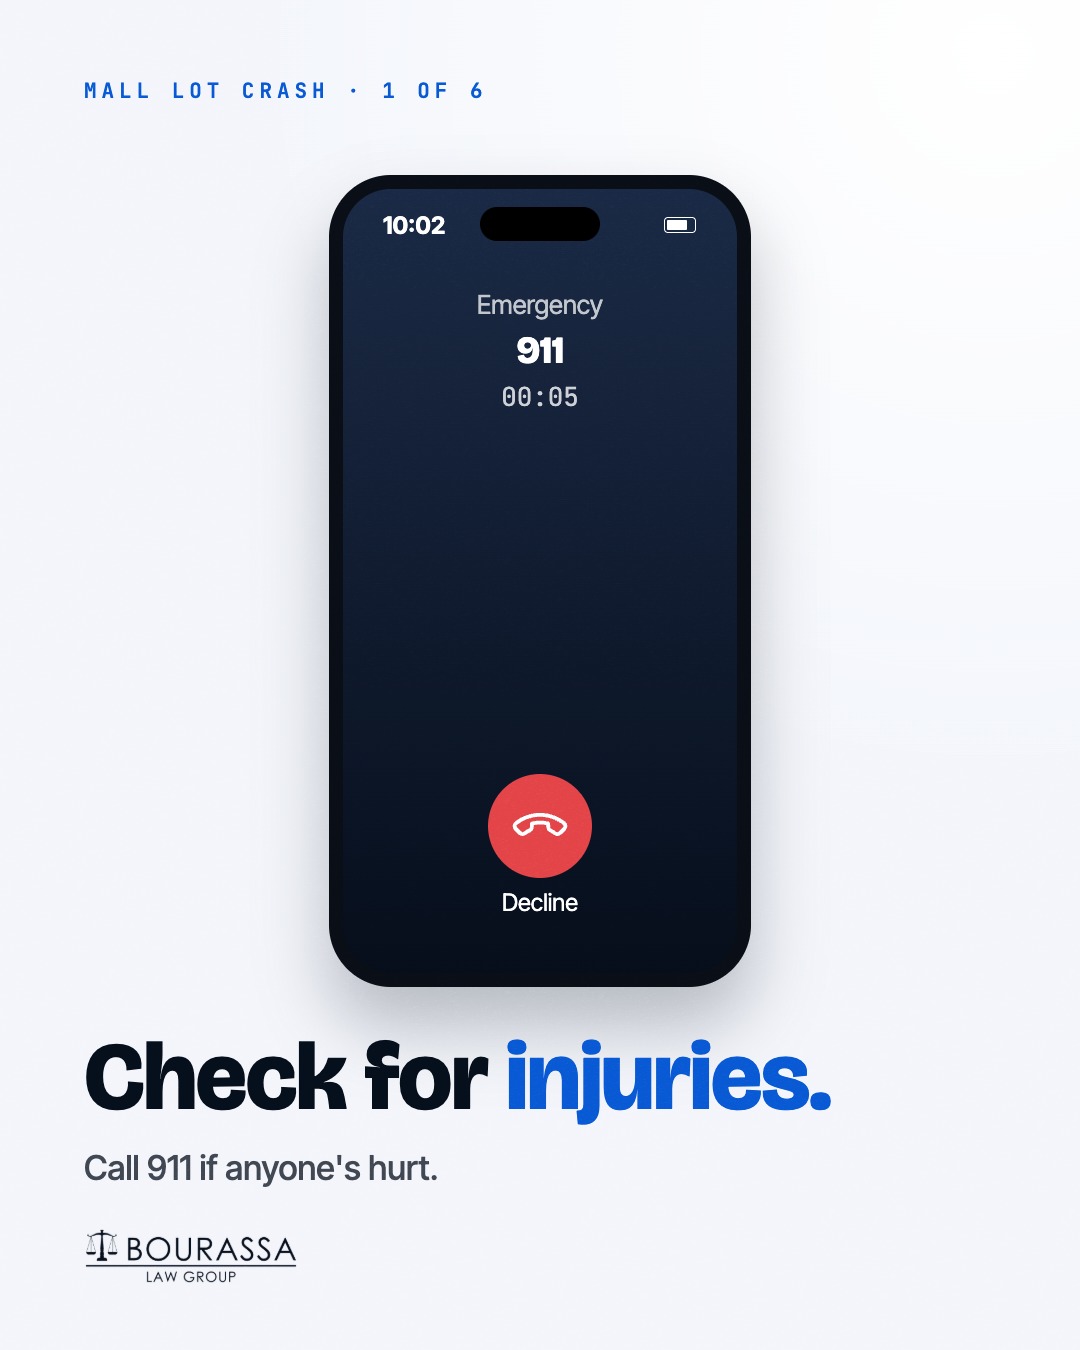 MALL LOT CRASH · 1 OF 6
10:02
Emergency
911
00:05
Decline
Check for injuries.
Call 911 if anyone's hurt.
BOURASSA
LAW GROUP